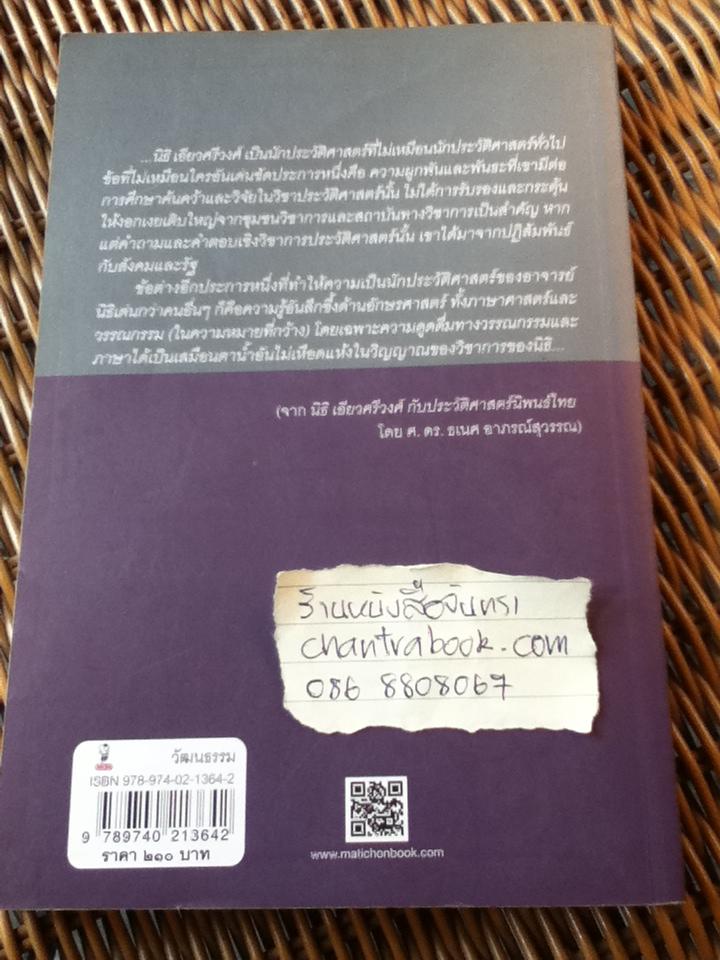 ...นิธิ เอียวศรีวงศ์ เป็นนักประวัติศาสตร์ที่ไม่เหมือนนักประวัติศาสตร์ทั่วไป
ข้อที่ไม่เหมือนใครอันเด่นชัดประการหนึ่งคือ ความผูกพันและพันธะที่เขามีต่อ
การศึกษาค้นคว้าและวิจัยในวิชาประวัติศาสตร์นั้น ไม่ได้การรับรองและกระตุ้น
ให้งอกเงยเติบใหญ่จากชุมชนวิชาการและสถาบันทางวิชาการเป็นสำคัญ หาก
แต่คำถามและคำตอบเชิงวิชาการประวัติศาสตร์นั้น เขาได้มาจากปฏิสัมพันธ์
กับสังคมและรัฐ
ข้อต่างอีกประการหนึ่งที่ทำให้ความเป็นนักประวัติศาสตร์ของอาจารย์
นิธิเด่นกว่าคนอื่นๆ ก็คือความรู้อันลึกซึ้งด้านอักษรศาสตร์ ทั้งภาษาศาสตร์และ
วรรณกรรม (ในความหมายที่กว้าง) โดยเฉพาะความดูดดื่มทางวรรณกรรมและ
ภาษาได้เป็นเสมือนตาน้ำอันไม่เหือดแห้งในวิญญาณของวิชาการของนิธิ...
(จาก นิธิ เอียวศรีวงศ์ กับประวัติศาสตร์นิพนธ์ไทย
โดย ศ. ดร. ธเนศ อาภรณ์สุวรรณ)
ร้านหนังสือจันทรา
chantrabook.com
086 8808067
วัฒนธรรม
ISBN 978-974-02-1364-2
9 789740 213642
ราคา ๒๑๐ บาท
www.matichonbook.com